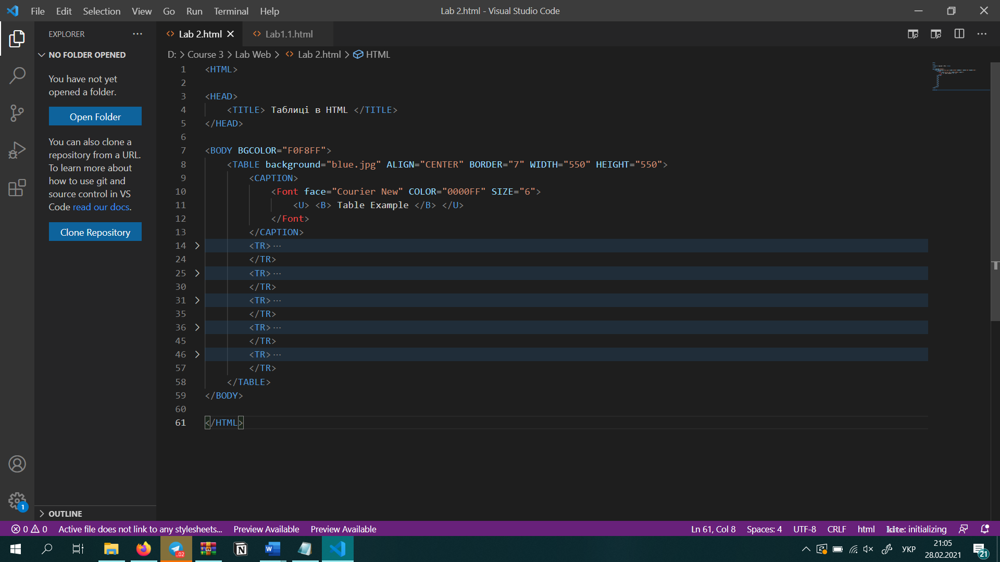 File Edit Selection View Go Run Terminal Help
Lab 2.html - Visual Studio Code
EXPLORER
NO FOLDER OPENED
You have not yet
opened a folder.
Open Folder
You can also clone a
repository from a URL.
To learn more about
how to use git and
source control in VS
Code read our docs.
Clone Repository
OUTLINE
Lab 2.html
Lab1.1.html
D: > Course 3 > Lab Web > Lab 2.html > HTML
1 <HTML>
2
3 <HEAD>
4 <TITLE> Таблиці в HTML </TITLE>
5 </HEAD>
6
7 <BODY BGCOLOR="F0F8FF">
8 <TABLE background="blue.jpg" ALIGN="CENTER" BORDER="7" WIDTH="550" HEIGHT="550">
9 <CAPTION>
10 <Font face="Courier New" COLOR="0000FF" SIZE="6">
11 <U> <B> Table Example </B> </U>
12 </Font>
13 </CAPTION>
14 <TR>···
24 </TR>
25 <TR>···
30 </TR>
31 <TR>···
35 </TR>
36 <TR>···
45 </TR>
46 <TR>···
57 </TR>
58 </TABLE>
59 </BODY>
60
61 </HTML>
1
0 0 Active file does not link to any stylesheets... Preview Available Preview Available
Ln 61, Col 8 Spaces: 4 UTF-8 CRLF html kite: initializing
..02
УКР
21:05
28.02.2021
21